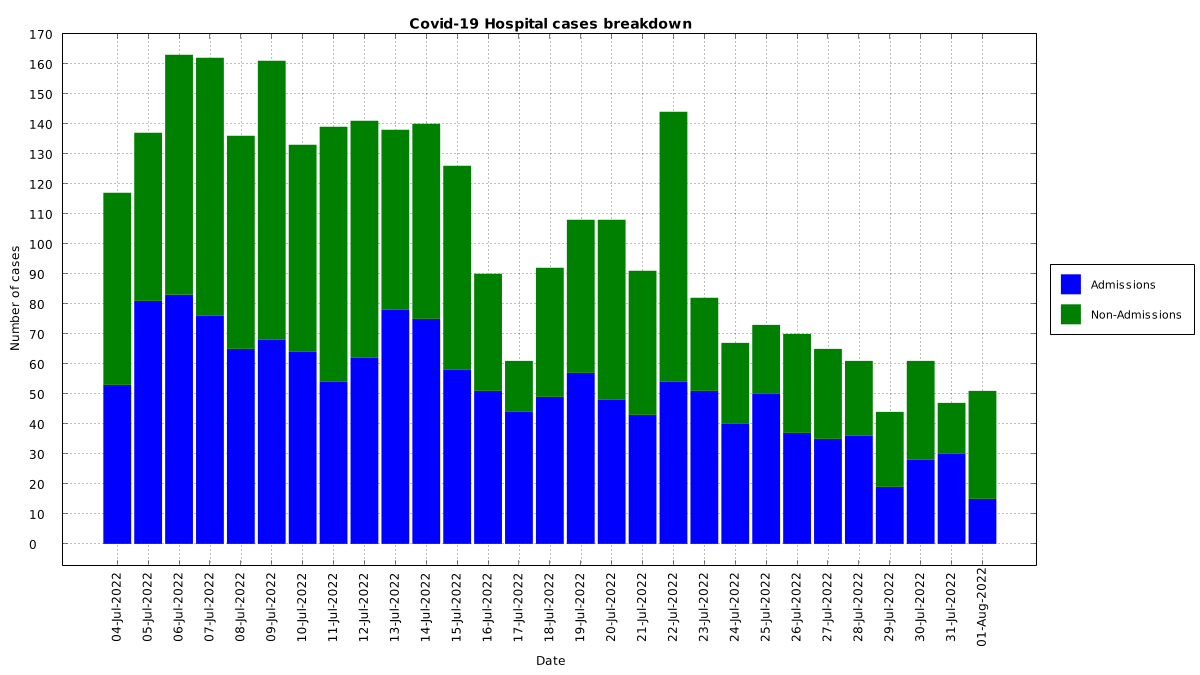 Covid-19 Hospital cases breakdown
170
160
150
140
130
120
110
100
90
80
70
60
50
40
30
20
10
0
Number of cases
04-Jul-2022
05-Jul-2022
06-Jul-2022
07-Jul-2022
08-Jul-2022
09-Jul-2022
10-Jul-2022
11-Jul-2022
12-Jul-2022
13-Jul-2022
14-Jul-2022
15-Jul-2022
16-Jul-2022
17-Jul-2022
18-Jul-2022
19-Jul-2022
20-Jul-2022
21-Jul-2022
22-Jul-2022
23-Jul-2022
24-Jul-2022
25-Jul-2022
26-Jul-2022
27-Jul-2022
28-Jul-2022
29-Jul-2022
30-Jul-2022
31-Jul-2022
01-Aug-2022
Date
Admissions
Non-Admissions